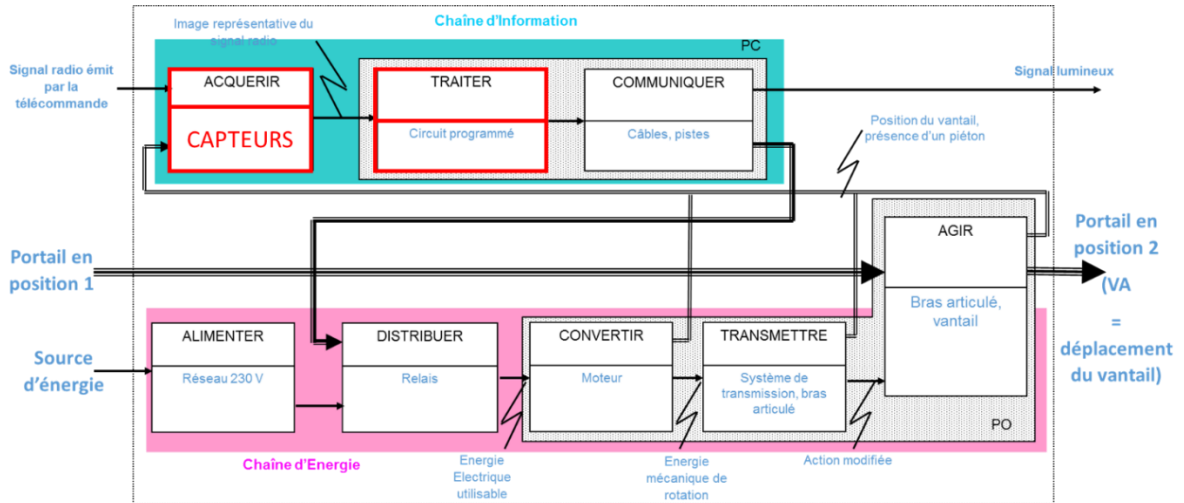 Chaîne d'Information
Image représentative du
signal radio
PC
Signal radio émit
par la
télécommande
ACQUERIR
CAPTEURS
TRAITER
Circuit programmé
COMMUNIQUER
Câbles, pistes
Signal lumineux
Position du vantail,
présence d'un piéton
Portail en
position 1
AGIR
Bras articulé,
vantail
Portail en
position 2
(VA
=
déplacement
du vantail)
Source
d'énergie
ALIMENTER
Réseau 230 V
DISTRIBUER
Relais
CONVERTIR
Moteur
TRANSMETTRE
Système de
transmission, bras
articulé
PO
Chaîne d'Energie
Energie
Electrique
utilisable
Energie
mécanique de
rotation
Action modifiée